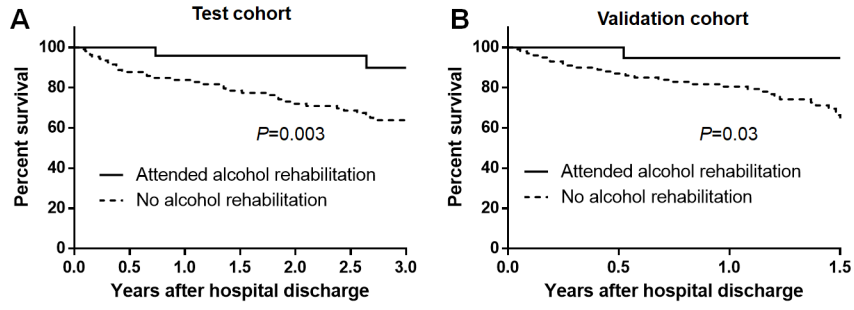 A
Test cohort
Percent survival
100
80
60
40
20
0
P=0.003
Attended alcohol rehabilitation
No alcohol rehabilitation
0.0 0.5 1.0 1.5 2.0 2.5 3.0
Years after hospital discharge
B
Validation cohort
Percent survival
100
80
60
40
20
0
P=0.03
Attended alcohol rehabilitation
No alcohol rehabilitation
0.0 0.5 1.0 1.5
Years after hospital discharge